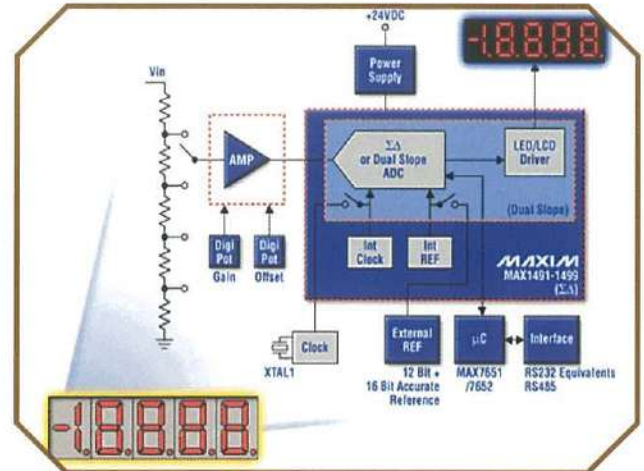 +24VDC
-1.8.8.8.8
Power
Supply
Vin
AMP
ΣΔ
or Dual Slope
ADC
LED/LCD
Driver
(Dual Slope)
Digi
Pot
Digi
Pot
Gain
Offset
Int
Clock
Int
REF
MAXIM
MAX1491-1499
(ΣΔ)
XTAL1
Clock
External
REF
µC
Interface
12 Bit +
16 Bit Accurate
Reference
MAX7651
/7652
RS232 Equivalents
RS485
-1.8.8.8.8.